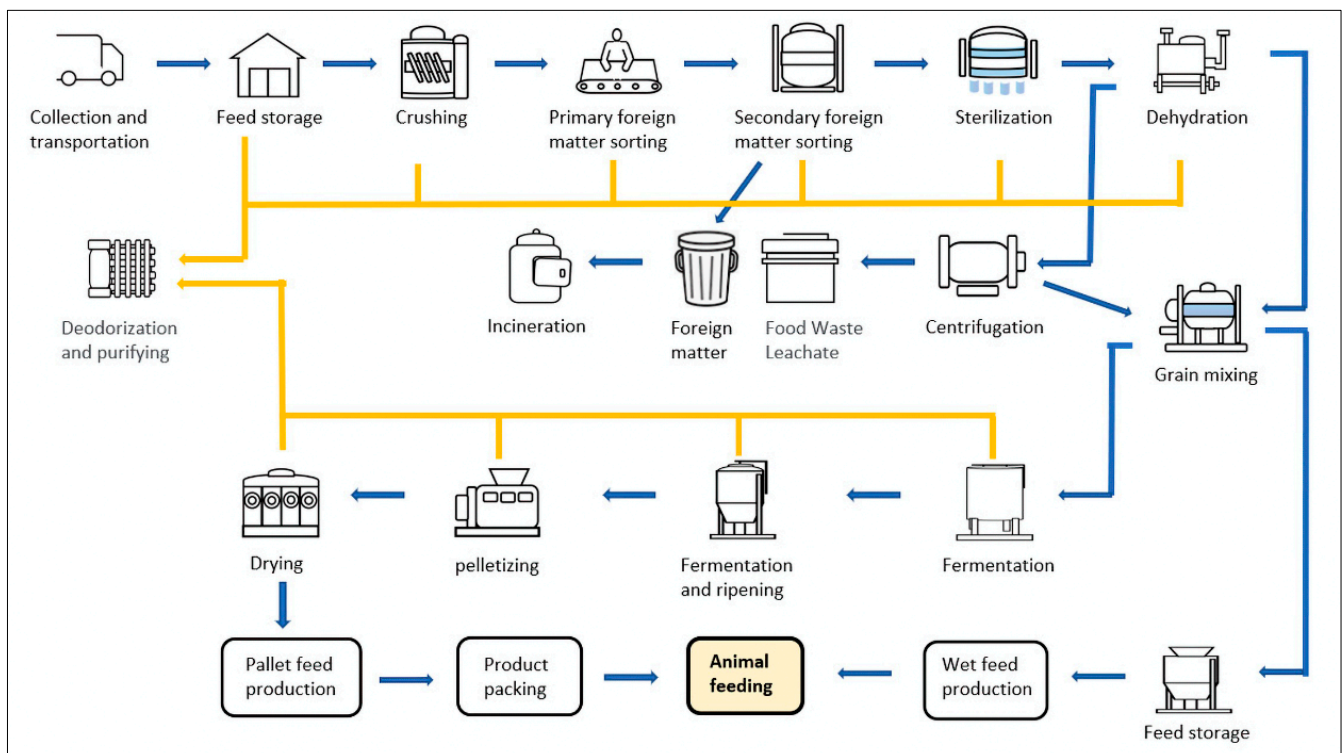 Collection and
transportation
Feed storage
Crushing
Primary foreign
matter sorting
Secondary foreign
matter sorting
Sterilization
Dehydration
Deodorization
and purifying
Incineration
Foreign
matter
Food Waste
Leachate
Centrifugation
Grain mixing
Drying
pelletizing
Fermentation
and ripening
Fermentation
Pallet feed
production
Product
packing
Animal
feeding
Wet feed
production
Feed storage